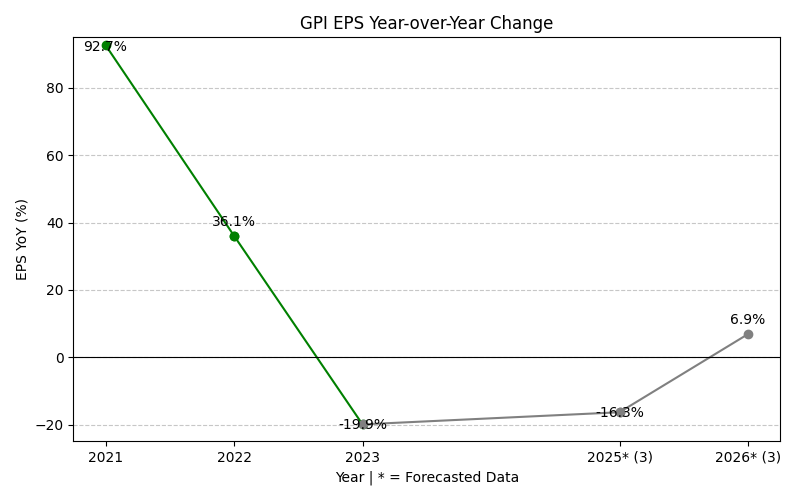 GPI EPS Year-over-Year Change
92.7%
80
60
40
36.1%
20
6.9%
0
-16.3%
-19.9%
−20
EPS YoY (%)
2021 2022 2023 2025* (3) 2026* (3)
Year | * = Forecasted Data